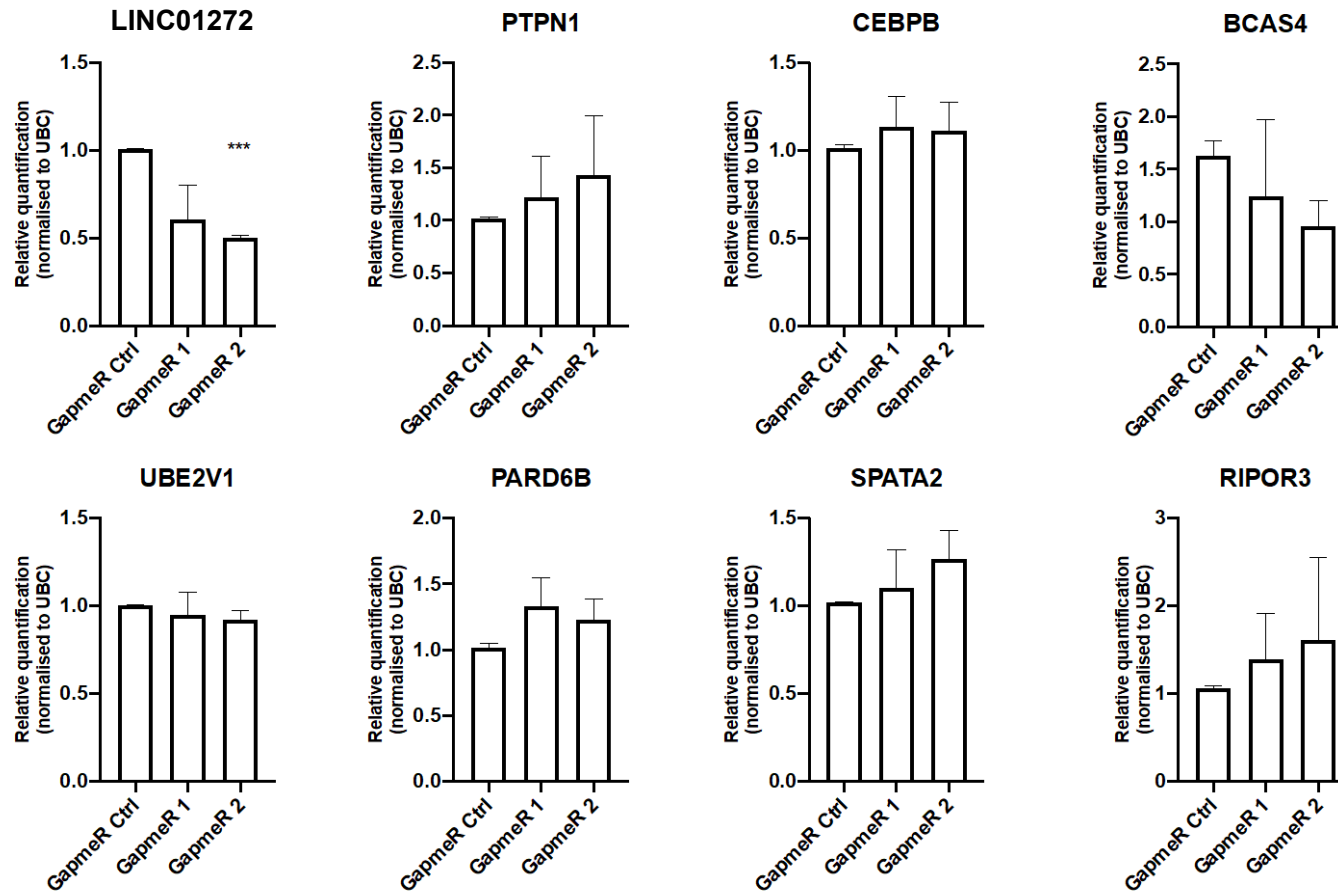 LINC01272
Relative quantification
(normalised to UBC)
1.5
1.0
0.5
0.0
***
GapmeR Ctrl
GapmeR 1
GapmeR 2
PTPN1
Relative quantification
(normalised to UBC)
2.5
2.0
1.5
1.0
0.5
0.0
GapmeR Ctrl
GapmeR 1
GapmeR 2
CEBPB
Relative quantification
(normalised to UBC)
1.5
1.0
0.5
0.0
GapmeR Ctrl
GapmeR 1
GapmeR 2
BCAS4
Relative quantification
(normalised to UBC)
2.5
2.0
1.5
1.0
0.5
0.0
GapmeR Ctrl
GapmeR 1
GapmeR 2
UBE2V1
Relative quantification
(normalised to UBC)
1.5
1.0
0.5
0.0
GapmeR Ctrl
GapmeR 1
GapmeR 2
PARD6B
Relative quantification
(normalised to UBC)
2.0
1.5
1.0
0.5
0.0
GapmeR Ctrl
GapmeR 1
GapmeR 2
SPATA2
Relative quantification
(normalised to UBC)
1.5
1.0
0.5
0.0
GapmeR Ctrl
GapmeR 1
GapmeR 2
RIPOR3
Relative quantification
(normalised to UBC)
3
2
1
0
GapmeR Ctrl
GapmeR 1
GapmeR 2